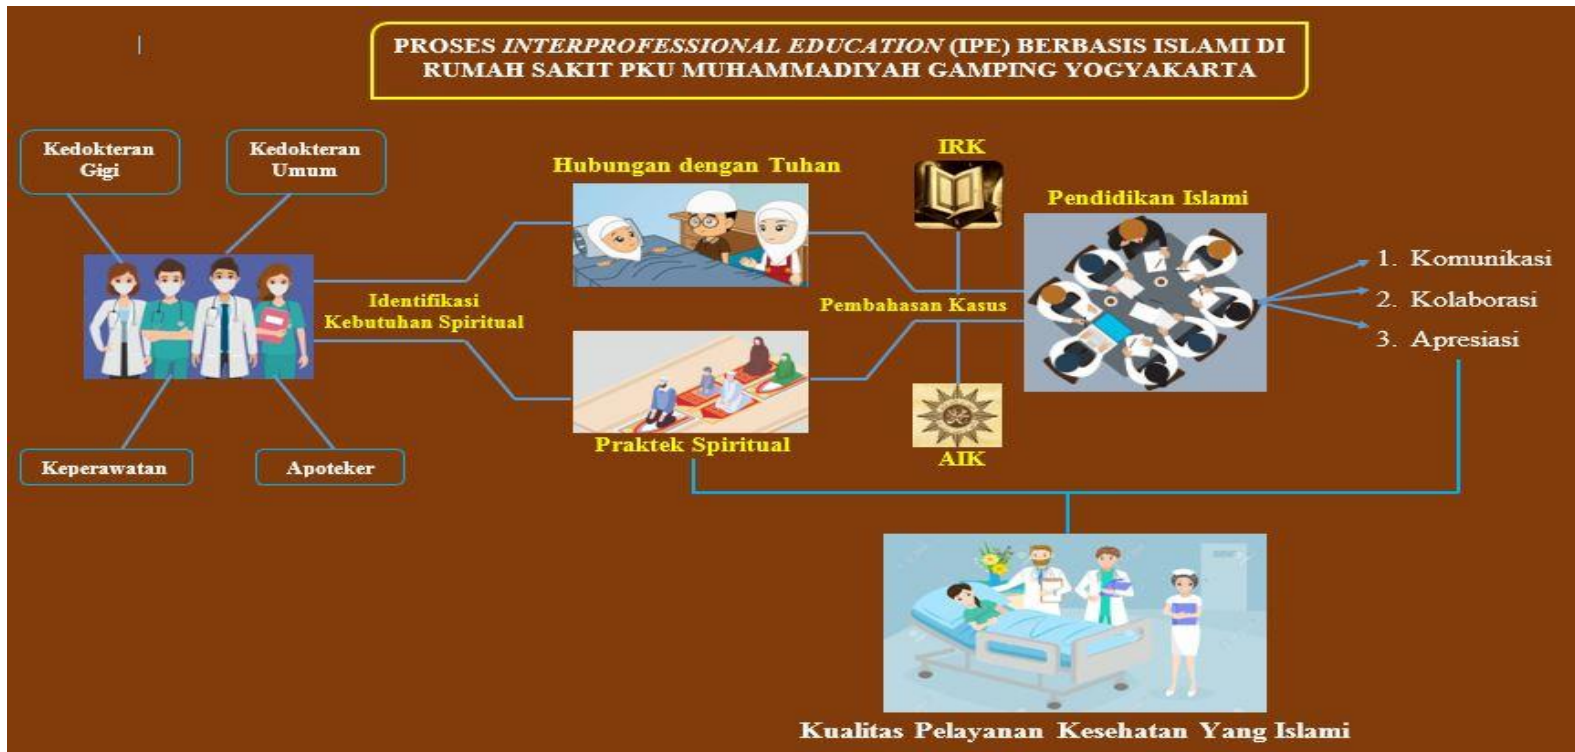 PROSES INTERPROFESSIONAL EDUCATION (IPE) BERBASIS ISLAMI DI
RUMAH SAKIT PKU MUHAMMADIYAH GAMPING YOGYAKARTA
Kedokteran
Gigi
Kedokteran
Umum
Keperawatan
Apoteker
Identifikasi
Kebutuhan Spiritual
Hubungan dengan Tuhan
Praktek Spiritual
IRK
Pembahasan Kasus
AIK
Pendidikan Islami
1. Komunikasi
2. Kolaborasi
3. Apresiasi
Kualitas Pelayanan Kesehatan Yang Islami